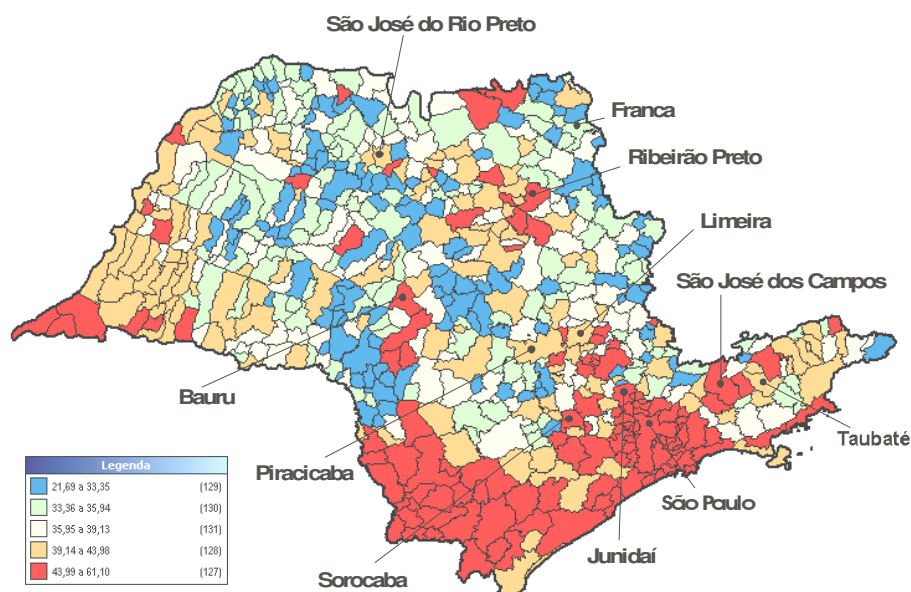 São José do Rio Preto
Franca
Ribeirão Preto
Limeira
São José dos Campos
Bauru
Taubaté
Piracicaba
São Paulo
Junidaí
Sorocaba
Legenda
21,69 a 33,35 (129)
33,36 a 35,94 (130)
35,95 a 39,13 (131)
39,14 a 43,98 (128)
43,99 a 61,10 (127)